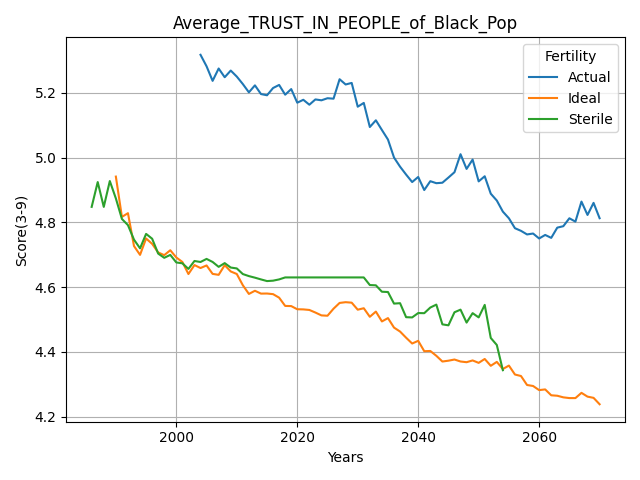 Average_TRUST_IN_PEOPLE_of_Black_Pop
Fertility
Actual
Ideal
Sterile
Score(3-9)
5.2
5.0
4.8
4.6
4.4
4.2
2000
2020
2040
2060
Years